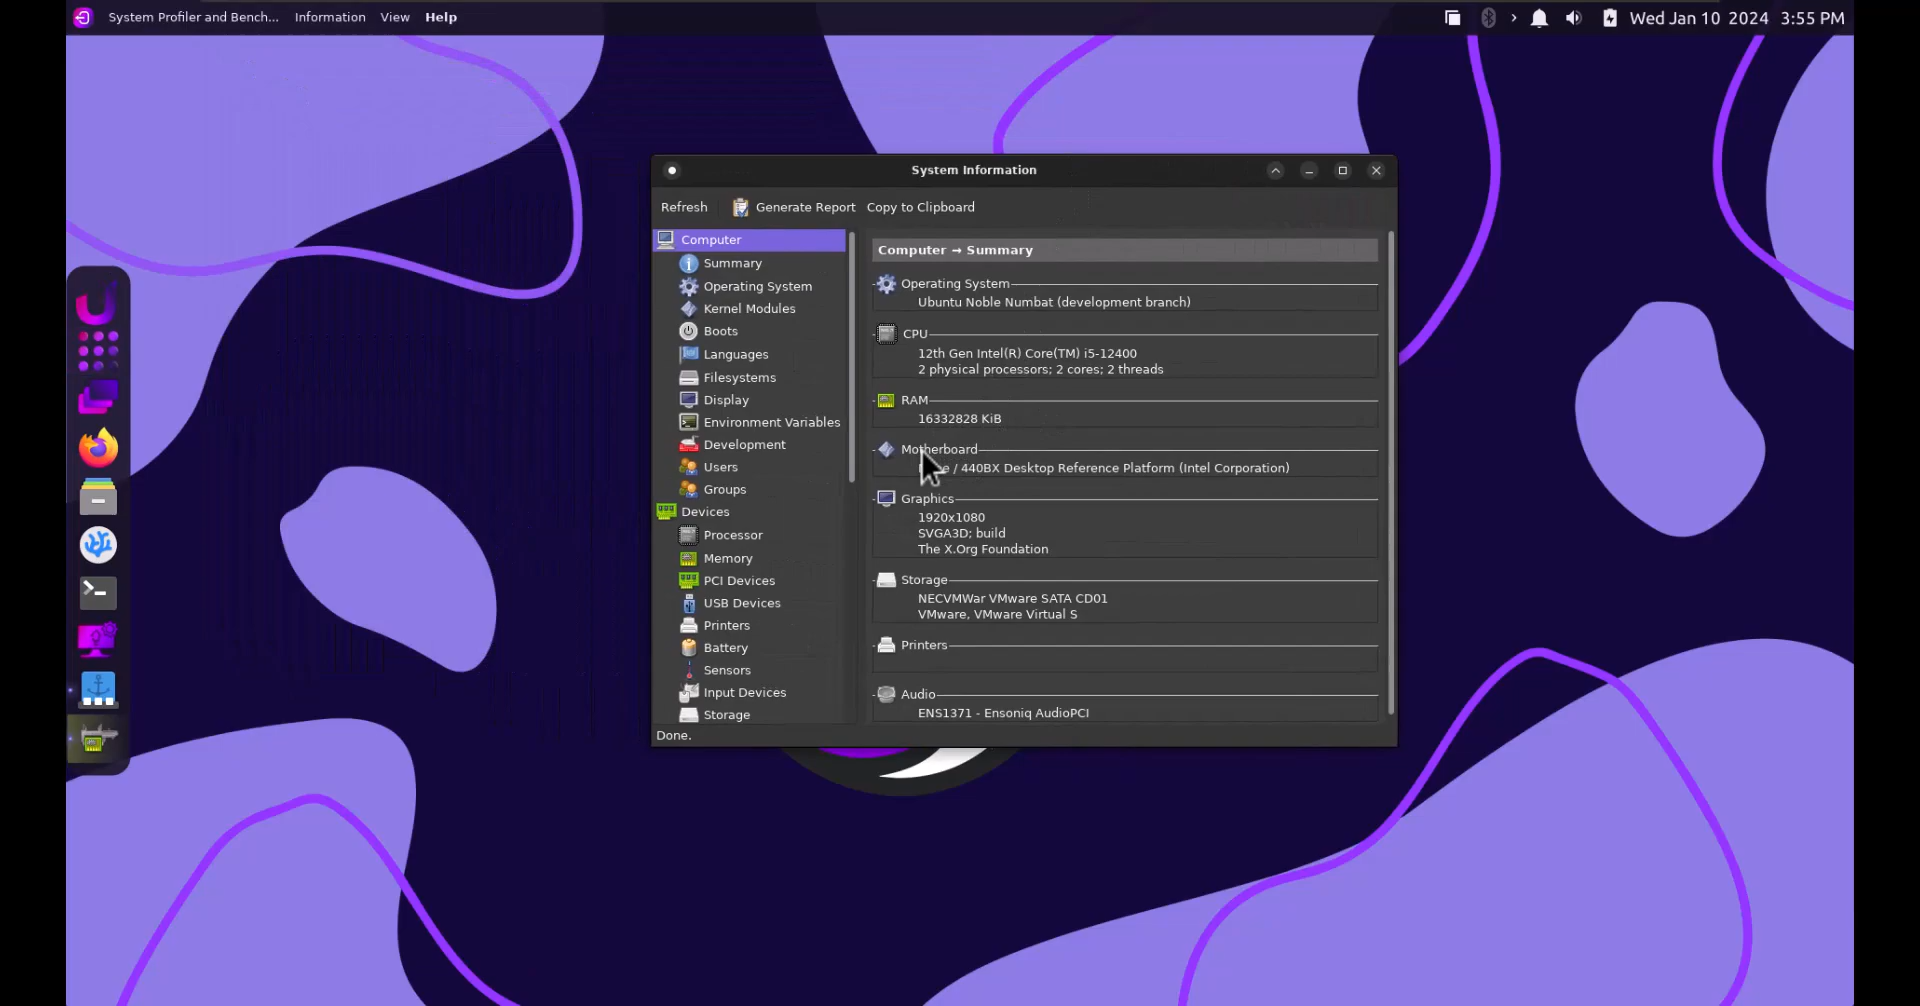 System Profiler and Bench... Information View Help
Wed Jan 10 2024 3:55 PM
System Information
Refresh Generate Report Copy to Clipboard
Computer
Summary
Operating System
Kernel Modules
Boots
Languages
Filesystems
Display
Environment Variables
Development
Users
Groups
Devices
Processor
Memory
PCI Devices
USB Devices
Printers
Battery
Sensors
Input Devices
Storage
Computer → Summary
Operating System
Ubuntu Noble Numbat (development branch)
CPU
12th Gen Intel(R) Core(TM) i5-12400
2 physical processors; 2 cores; 2 threads
RAM
16332828 KiB
Motherboard
/ 440BX Desktop Reference Platform (Intel Corporation)
Graphics
1920x1080
SVGA3D; build
The X.Org Foundation
Storage
NECVMWar VMware SATA CD01
VMware, VMware Virtual S
Printers
Audio
ENS1371 - Ensoniq AudioPCI
Done.